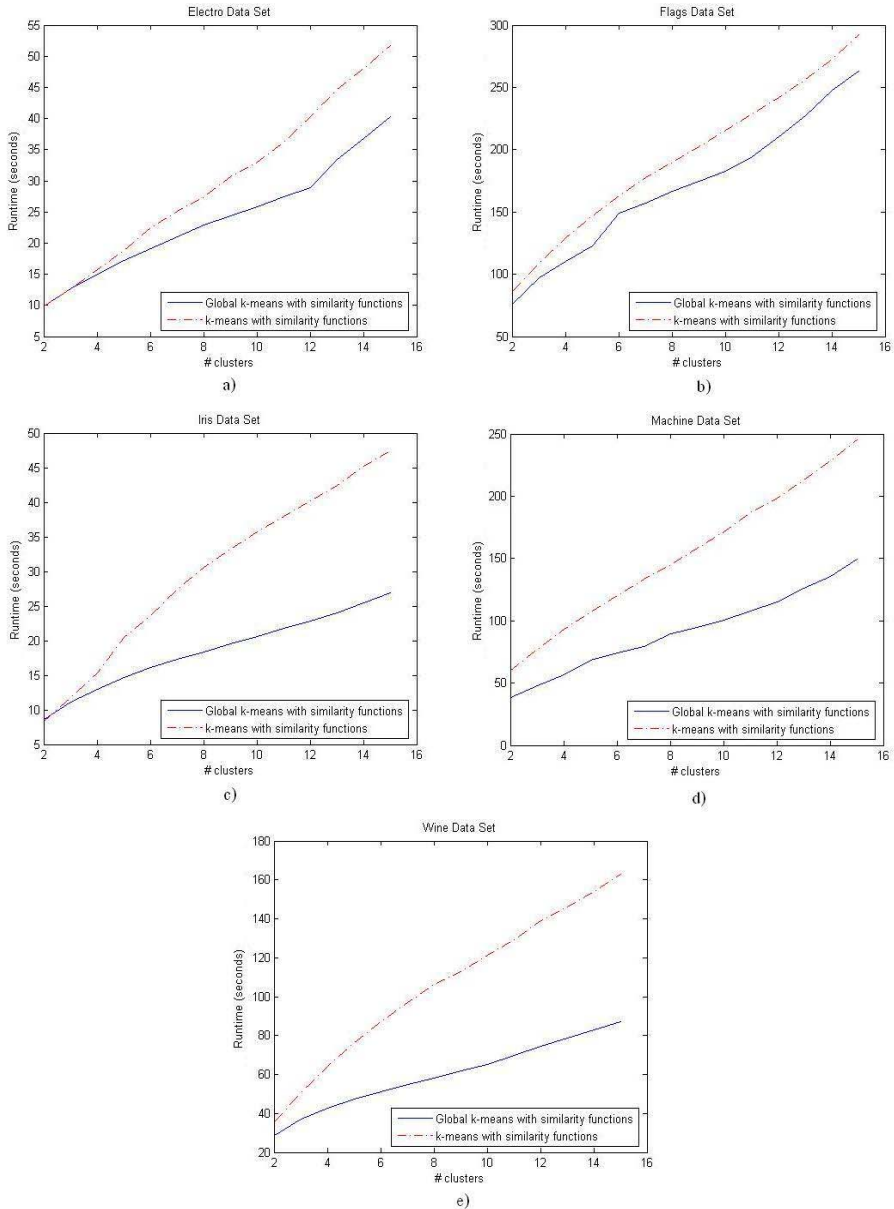 Electro Data Set
55
50
45
40
35
30
25
20
15
10
5
Runtime (seconds)
Global k-means with similarity functions
k-means with similarity functions
2 4 6 8 10 12 14 16
# clusters
a)
Flags Data Set
300
250
200
150
100
50
Runtime (seconds)
Global k-means with similarity functions
k-means with similarity functions
2 4 6 8 10 12 14 16
# clusters
b)
Iris Data Set
50
45
40
35
30
25
20
15
10
5
Runtime (seconds)
Global k-means with similarity functions
k-means with similarity functions
2 4 6 8 10 12 14 16
# clusters
c)
Machine Data Set
250
200
150
100
50
0
Runtime (seconds)
Global k-means with similarity functions
k-means with similarity functions
2 4 6 8 10 12 14 16
# clusters
d)
Wine Data Set
180
160
140
120
100
80
60
40
20
Runtime (seconds)
Global k-means with similarity functions
k-means with similarity functions
2 4 6 8 10 12 14 16
# clusters
e)